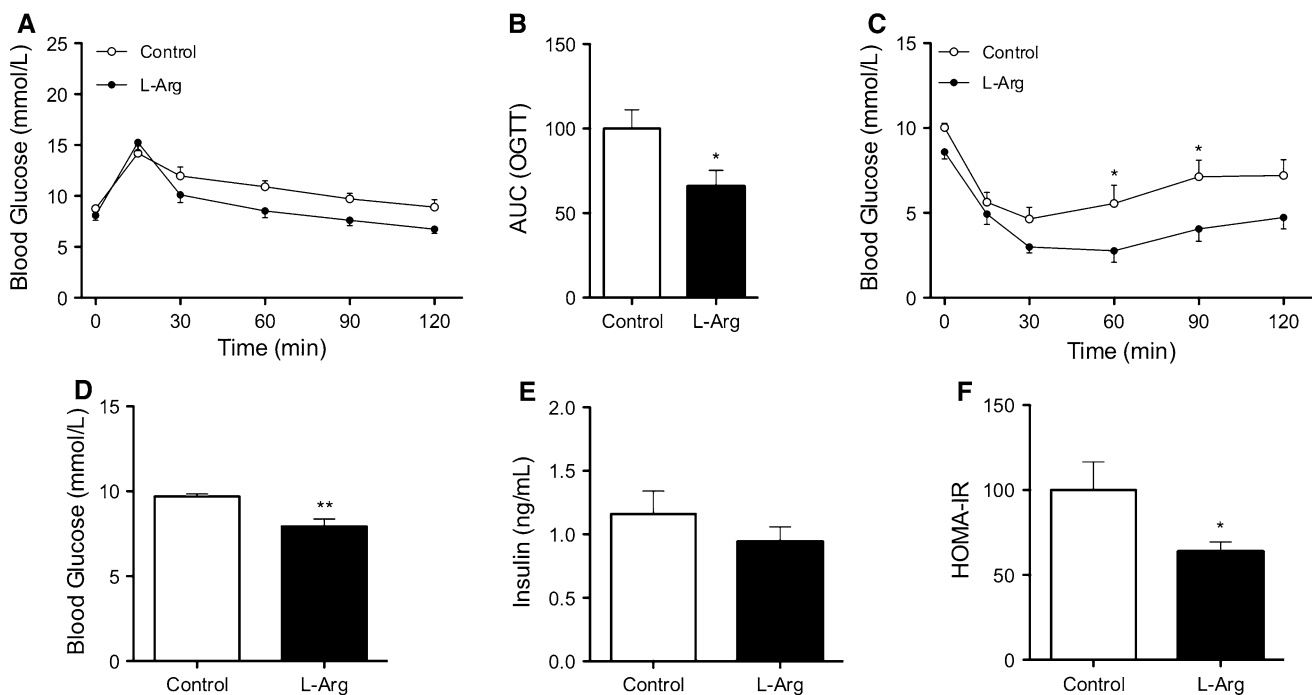 A
Blood Glucose (mmol/L)
25
20
15
10
5
0
Control
L-Arg
0 30 60 90 120
Time (min)
B
AUC (OGTT)
150
100
50
0
*
Control L-Arg
C
Blood Glucose (mmol/L)
15
10
5
0
Control
L-Arg
* *
0 30 60 90 120
Time (min)
D
Blood Glucose (mmol/L)
15
10
5
0
**
Control L-Arg
E
Insulin (ng/mL)
2.0
1.5
1.0
0.5
0.0
Control L-Arg
F
HOMA-IR
150
100
50
0
*
Control L-Arg